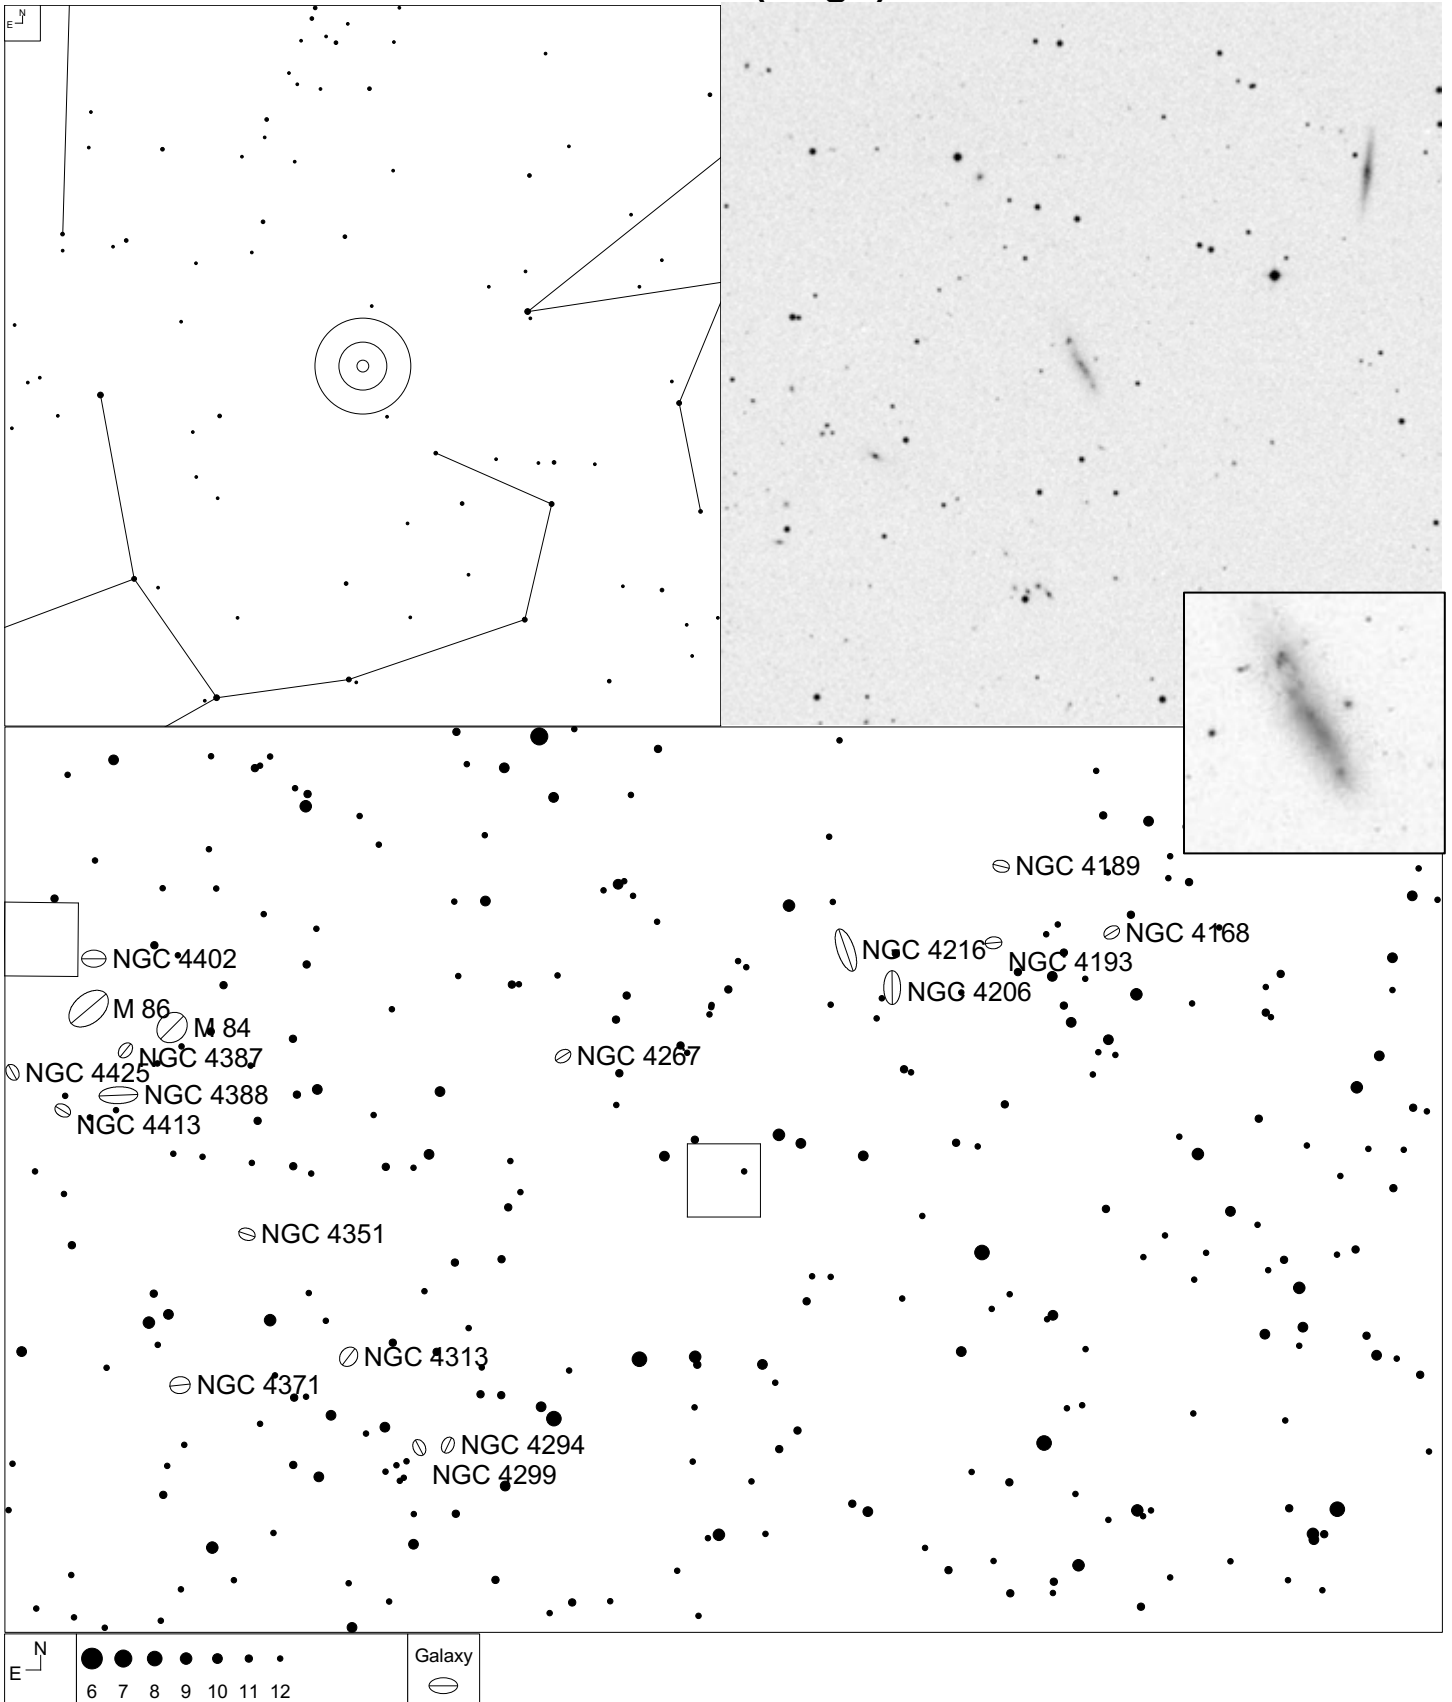 N
E
NGC 4189
NGC 4168
NGC 4216
NGC 4193
NGC 4402
NGC 4206
M 86
M 84
NGC 4387
NGC 4267
NGC 4425
NGC 4388
NGC 4413
NGC 4351
NGC 4313
NGC 4371
NGC 4294
NGC 4299
N
E
Galaxy
6 7 8 9 10 11 12